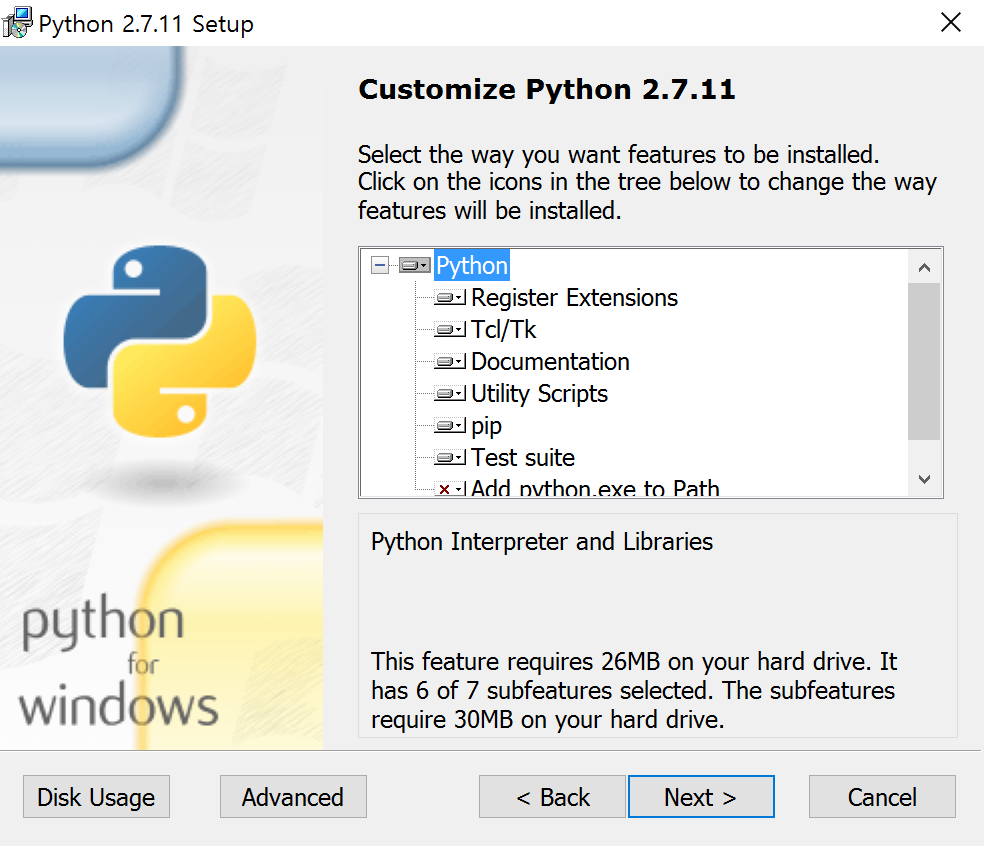 Python 2.7.11 Setup
Customize Python 2.7.11
Select the way you want features to be installed.
Click on the icons in the tree below to change the way
features will be installed.
Python
Register Extensions
Tcl/Tk
Documentation
Utility Scripts
pip
Test suite
Add python.exe to Path
Python Interpreter and Libraries
This feature requires 26MB on your hard drive. It
has 6 of 7 subfeatures selected. The subfeatures
require 30MB on your hard drive.
python
for
windows
Disk Usage
Advanced
< Back
Next >
Cancel